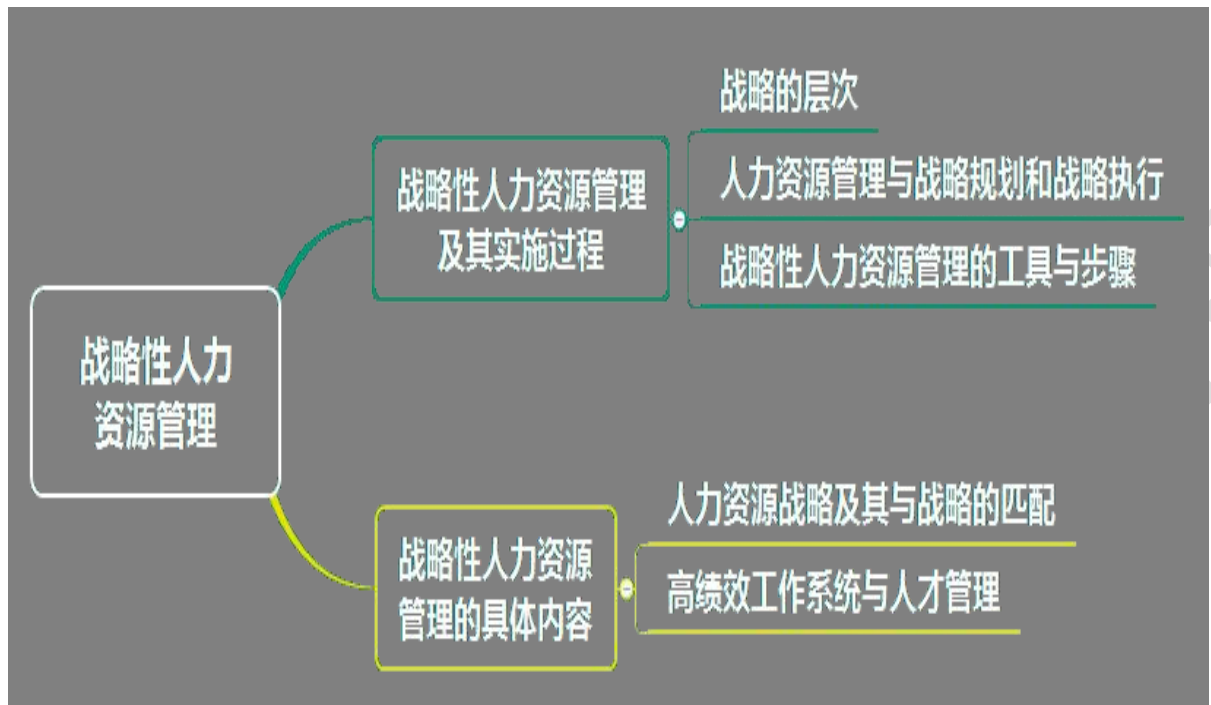 战略性人力
资源管理
战略性人力资源管理
及其实施过程
战略的层次
人力资源管理与战略规划和战略执行
战略性人力资源管理的工具与步骤
战略性人力资源
管理的具体内容
人力资源战略及其与战略的匹配
高绩效工作系统与人才管理